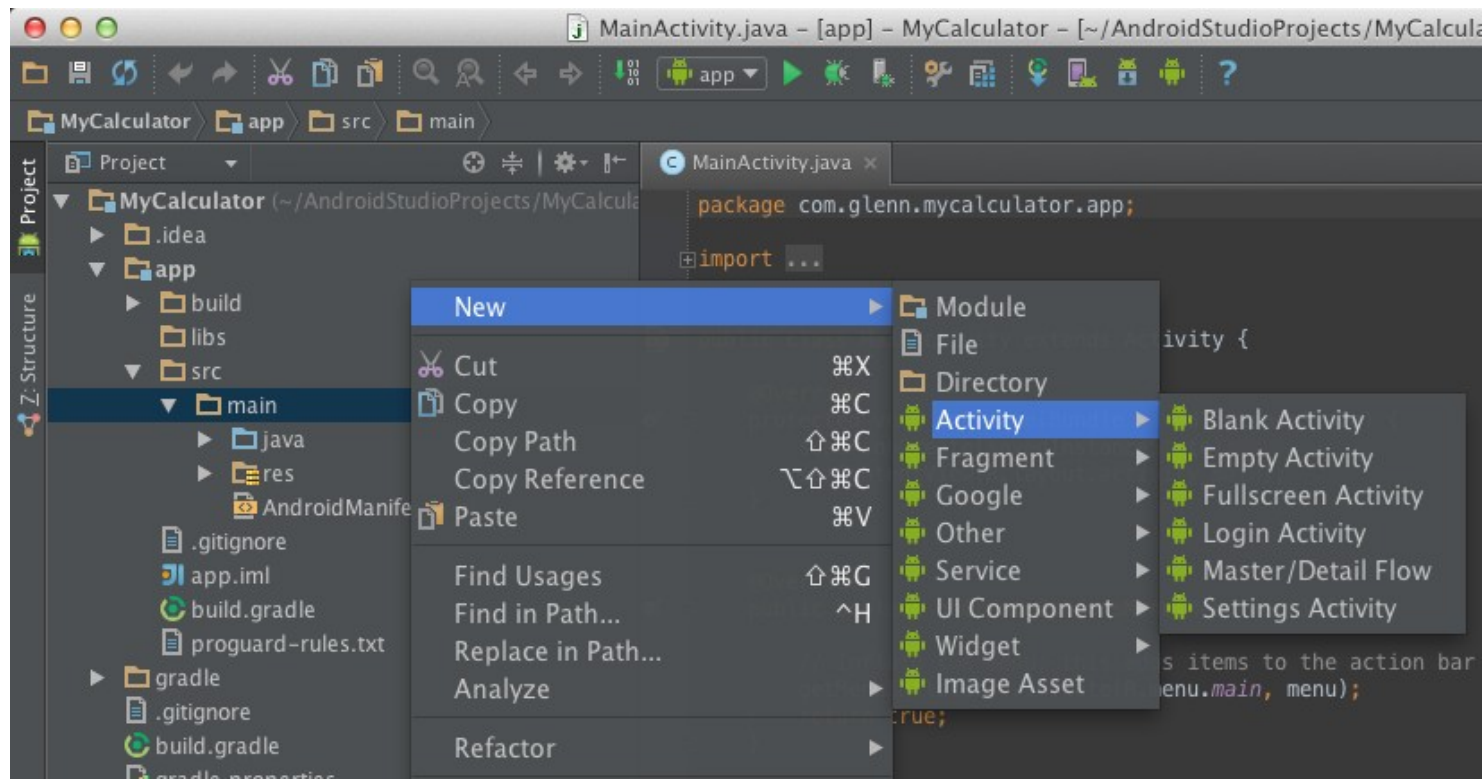 MainActivity.java – [app] – MyCalculator – [~/AndroidStudioProjects/MyCalcula
app
?
MyCalculator app src main
Project
MainActivity.java
Project
Z: Structure
MyCalculator (~/AndroidStudioProjects/MyCalcula
.idea
app
build
libs
src
main
java
res
AndroidManife
.gitignore
app.iml
build.gradle
proguard-rules.txt
gradle
.gitignore
build.gradle
gradle.properties
package com.glenn.mycalculator.app;
import ...
ivity {
s items to the action bar
enu.main, menu);
rue;
New
Cut ⌘X
Copy ⌘C
Copy Path ⇧⌘C
Copy Reference ⌥⇧⌘C
Paste ⌘V
Find Usages ⇧⌘G
Find in Path... ^H
Replace in Path...
Analyze
Refactor
Module
File
Directory
Activity
Fragment
Google
Other
Service
UI Component
Widget
Image Asset
Blank Activity
Empty Activity
Fullscreen Activity
Login Activity
Master/Detail Flow
Settings Activity